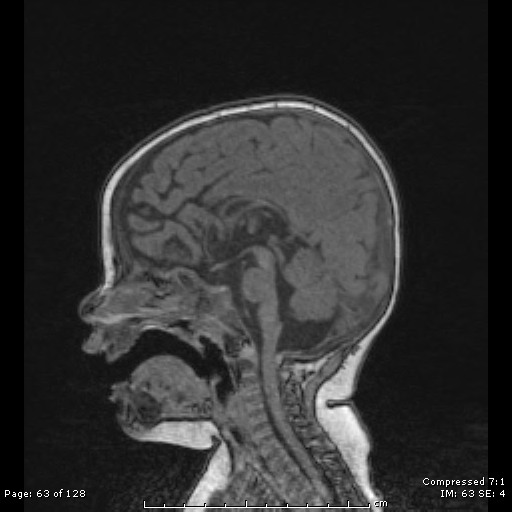 Compressed 7:1
Page: 63 of 128
IM: 63 SE: 4
cm